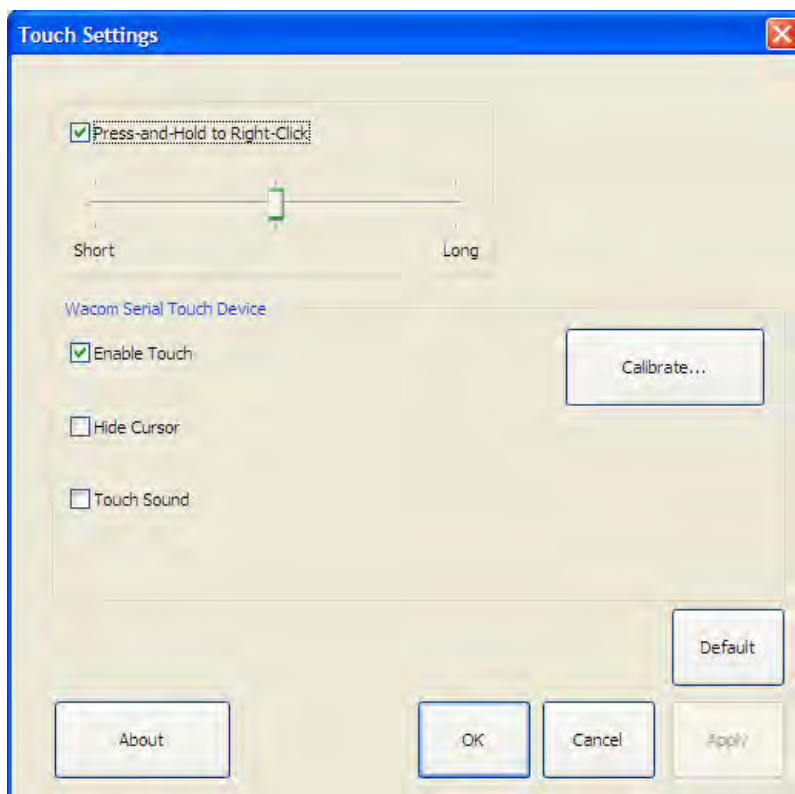 Touch Settings
Press-and-Hold to Right-Click
Short Long
Wacom Serial Touch Device
Enable Touch
Calibrate...
Hide Cursor
Touch Sound
Default
About OK Cancel Apply